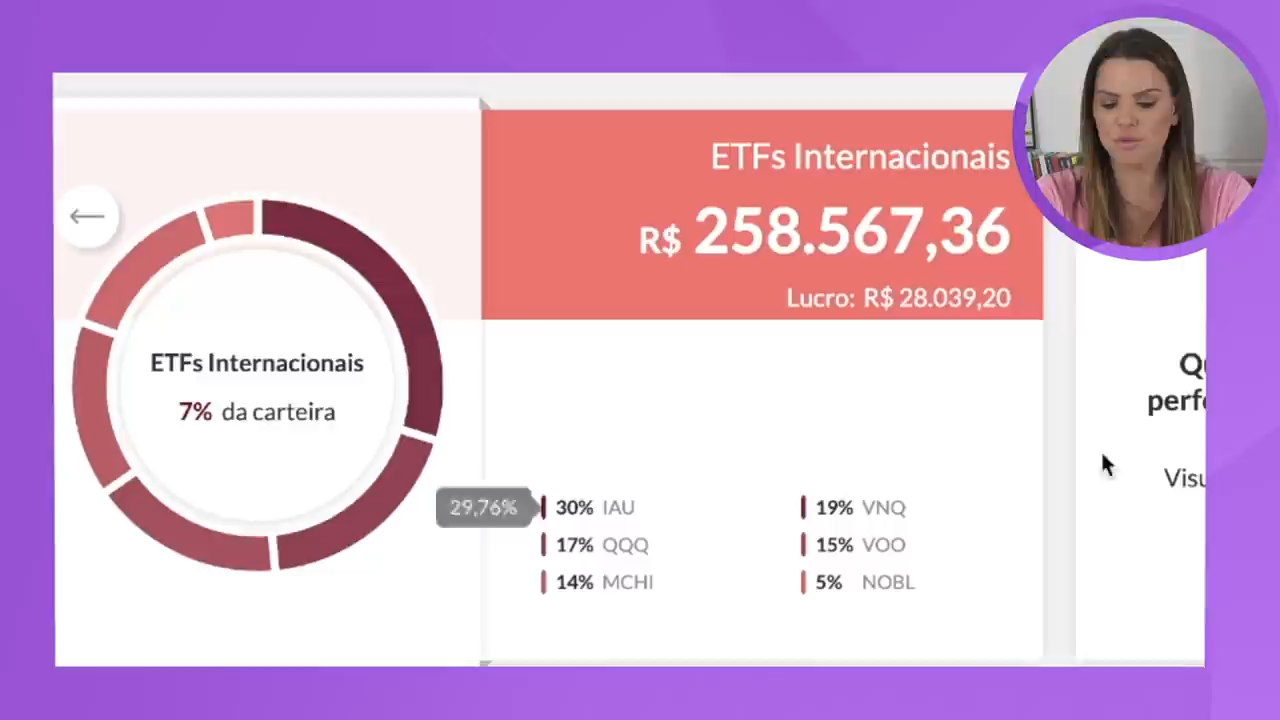 ETFs Internacionais
R$ 258.567,36
Lucro: R$ 28.039,20
ETFs Internacionais
7% da carteira
29,76%
30% IAU
19% VNQ
17% QQQ
15% VOO
14% MCHI
5% NOBL